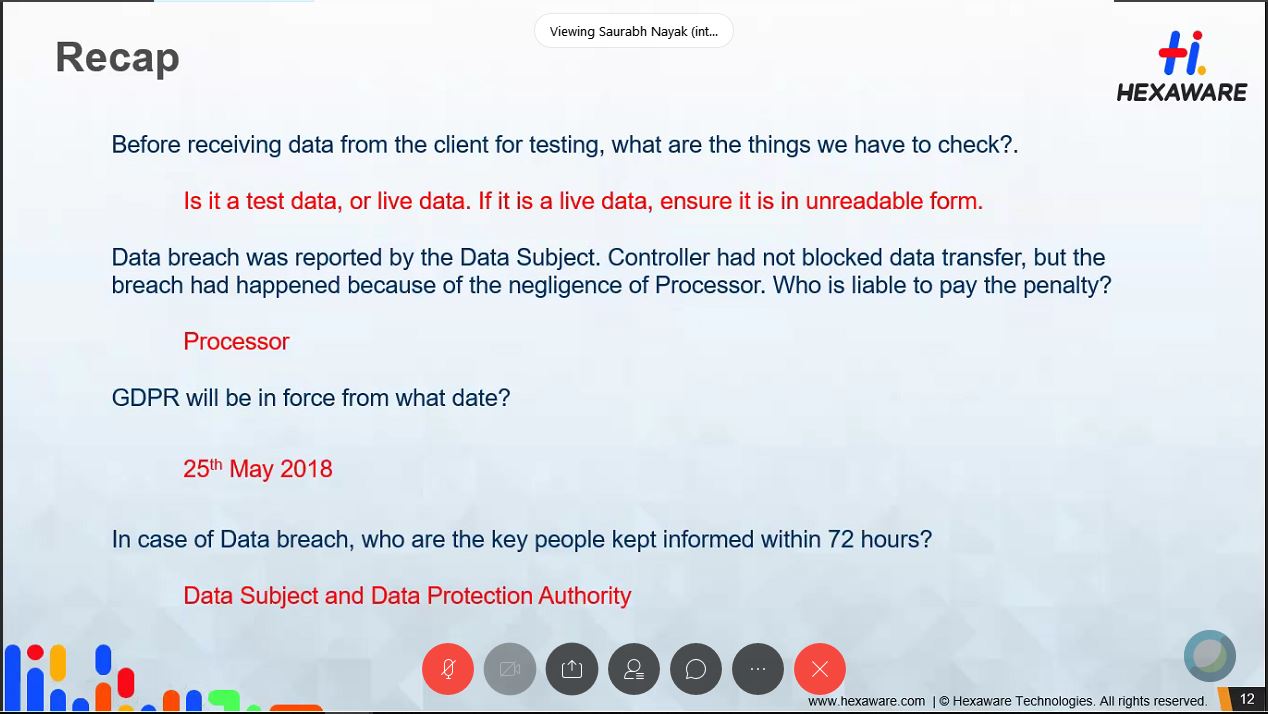 Viewing Saurabh Nayak (int...
Recap
Hi.
HEXAWARE
Before receiving data from the client for testing, what are the things we have to check?.
Is it a test data, or live data. If it is a live data, ensure it is in unreadable form.
Data breach was reported by the Data Subject. Controller had not blocked data transfer, but the
breach had happened because of the negligence of Processor. Who is liable to pay the penalty?
Processor
GDPR will be in force from what date?
25th May 2018
In case of Data breach, who are the key people kept informed within 72 hours?
Data Subject and Data Protection Authority
www.hexaware.com | © Hexaware Technologies. All rights reserved. 12